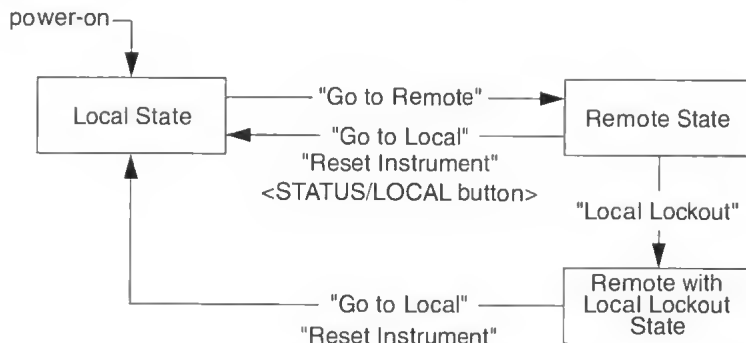 power-on
Local State
"Go to Remote"
Remote State
"Go to Local"
"Reset Instrument"
<STATUS/LOCAL button>
"Local Lockout"
Remote with
Local Lockout
State
"Go to Local"
"Reset Instrument"